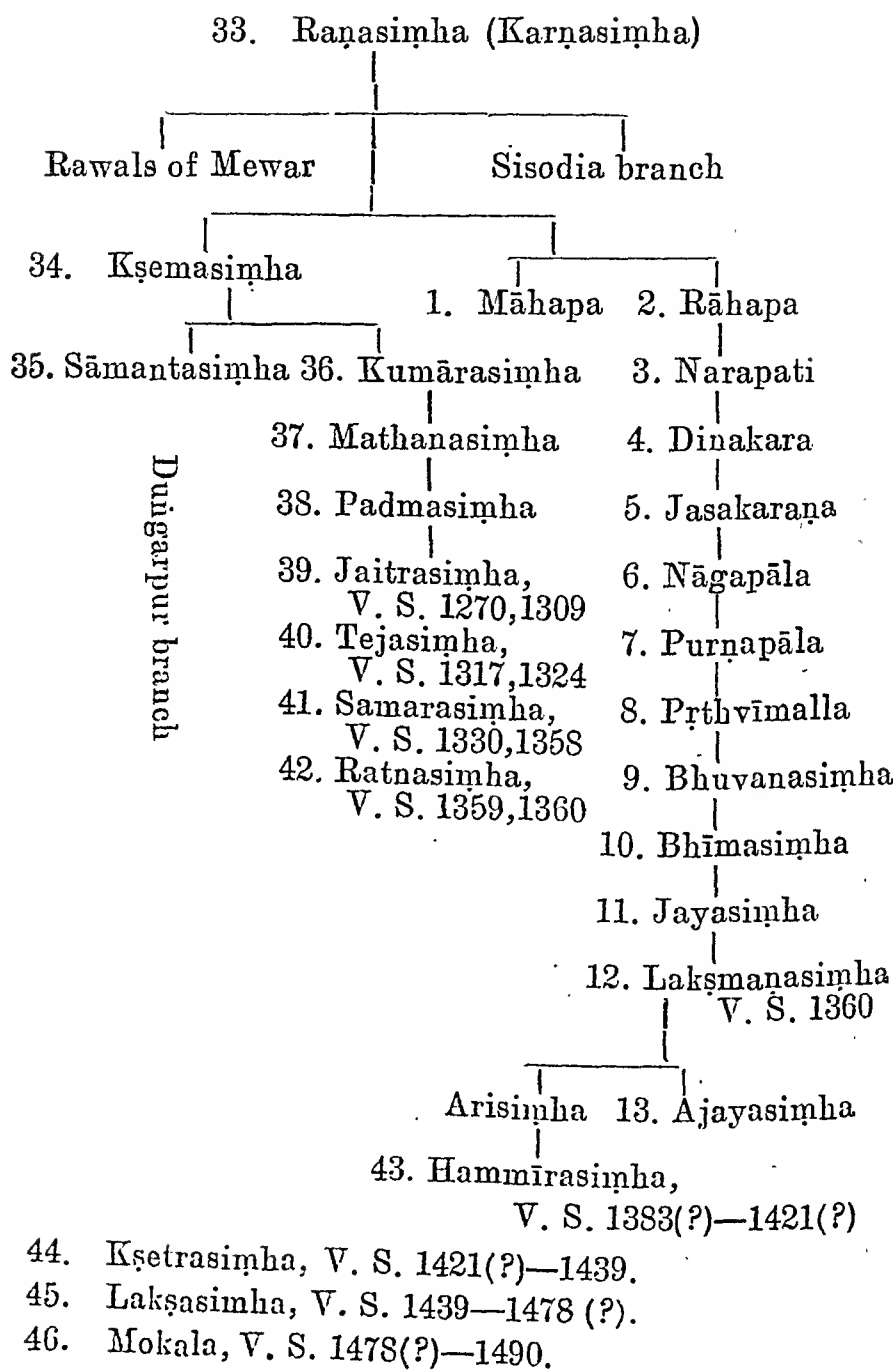 33. Raṇasiṃha (Karṇasiṃha)
Rawals of Mewar Sisodia branch
34. Kṣemasiṃha
1. Māhapa 2. Rāhapa
35. Sāmantasiṃha 36. Kumārasiṃha 3. Narapati
37. Mathanasiṃha 4. Dinakara
Duṅgarpur branch
38. Padmasiṃha 5. Jasakaraṇa
39. Jaitrasiṃha, 6. Nāgapāla
V. S. 1270,1309
40. Tejasiṃha, 7. Purṇapāla
V. S. 1317,1324
41. Samarasiṃha, 8. Pṛthvīmalla
V. S. 1330,1358
42. Ratnasiṃha, 9. Bhuvanasiṃha
V. S. 1359,1360
10. Bhīmasiṃha
11. Jayasiṃha
12. Lakṣmaṇasiṃha
V. S. 1360
Arisiṃha 13. Ajayasiṃha
43. Hammīrasiṃha,
V. S. 1383(?)—1421(?)
44. Kṣetrasiṃha, V. S. 1421(?)—1439.
45. Lakṣasimha, V. S. 1439—1478 (?).
46. Mokala, V. S. 1478(?)—1490.